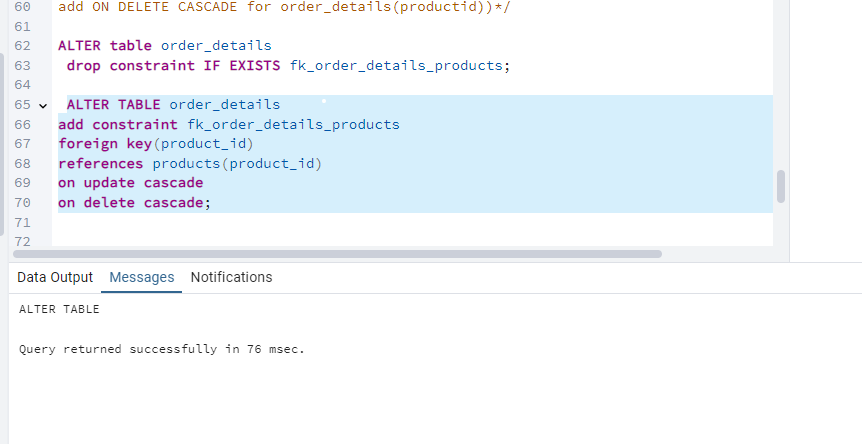 60 add ON DELETE CASCADE for order_details(productid))*/
61
62 ALTER table order_details
63 drop constraint IF EXISTS fk_order_details_products;
64
65 ALTER TABLE order_details
66 add constraint fk_order_details_products
67 foreign key(product_id)
68 references products(product_id)
69 on update cascade
70 on delete cascade;
71
72
Data Output Messages Notifications
ALTER TABLE
Query returned successfully in 76 msec.